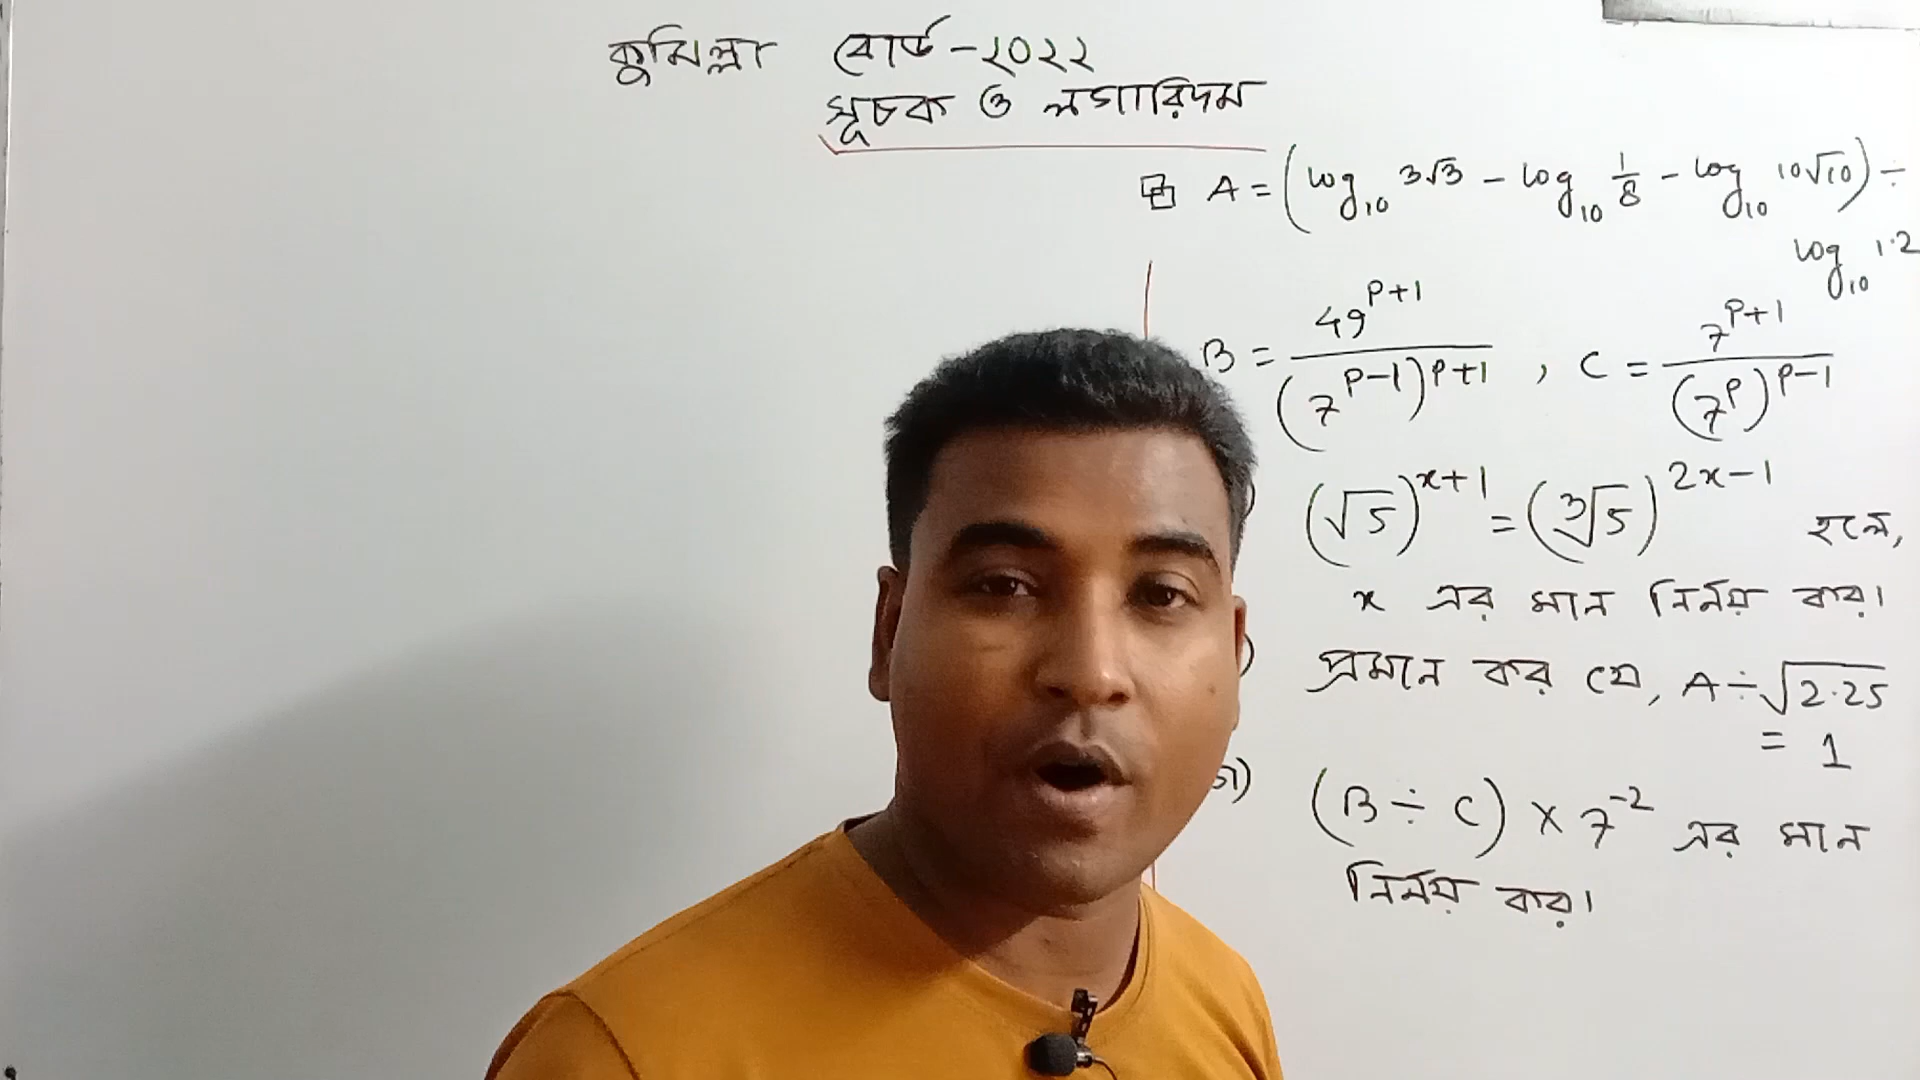 কুমিল্লা বোর্ড-২০২২
সূচক ও লগারিদম
A = (log₁₀ 3√3 - log₁₀ 1/8 - log₁₀ 10√10) ÷
log₁₀ 1.2
B = 49^(P+1) / (7^(P-1))^(P+1) , C = 7^(P+1) / (7^P)^(P-1)
(√5)^(x+1) = (∛5)^(2x-1) হলে,
x এর মান নির্নয় কর।
প্রমান কর যে, A ÷ √2.25
= 1
গ) (B ÷ C) × 7^-2 এর মান
নির্নয় কর।